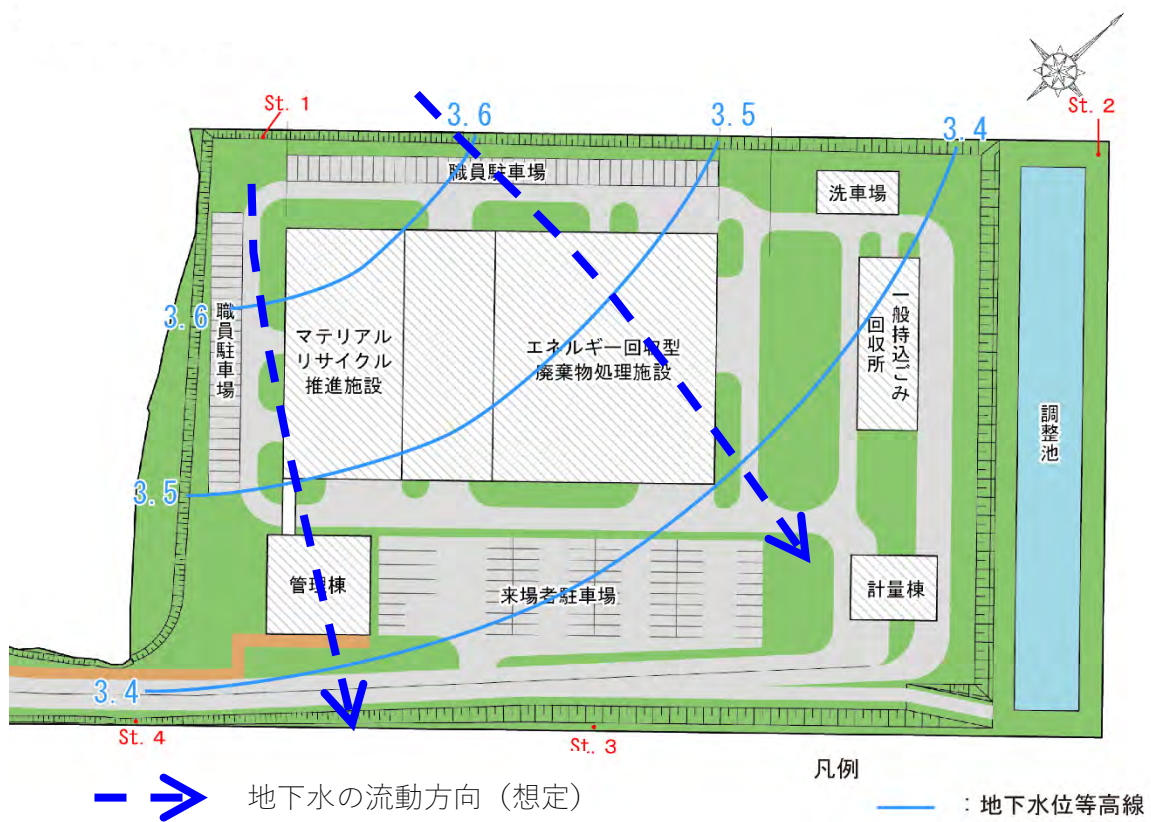 St. 1
3.6
3.5
3.4
St. 2
職員駐車場
洗車場
3.6
職員駐車場
マテリアル
リサイクル
推進施設
エネルギー回収型
廃棄物処理施設
一般持込ごみ
回収所
調整池
3.5
管理棟
来場者駐車場
計量棟
3.4
St. 4
St. 3
凡例
地下水の流動方向（想定）
：地下水位等高線